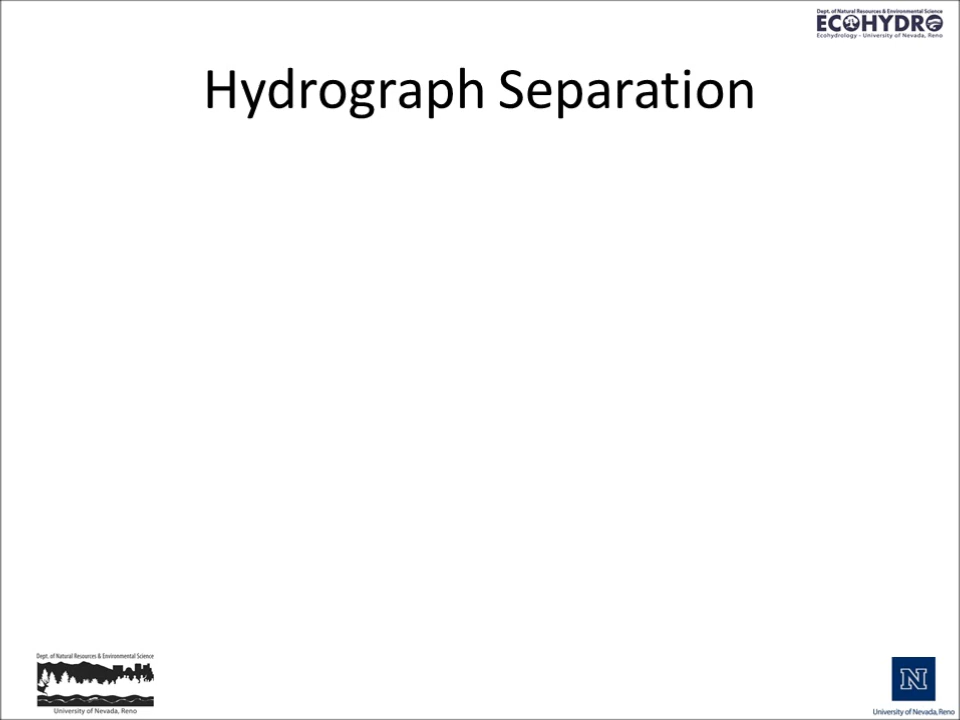 Dept. of Natural Resources & Environmental Science
ECOHYDRO
Ecohydrology - University of Nevada, Reno
Hydrograph Separation
Dept. of Natural Resources & Environmental Science
University of Nevada, Reno
N
University of Nevada, Reno